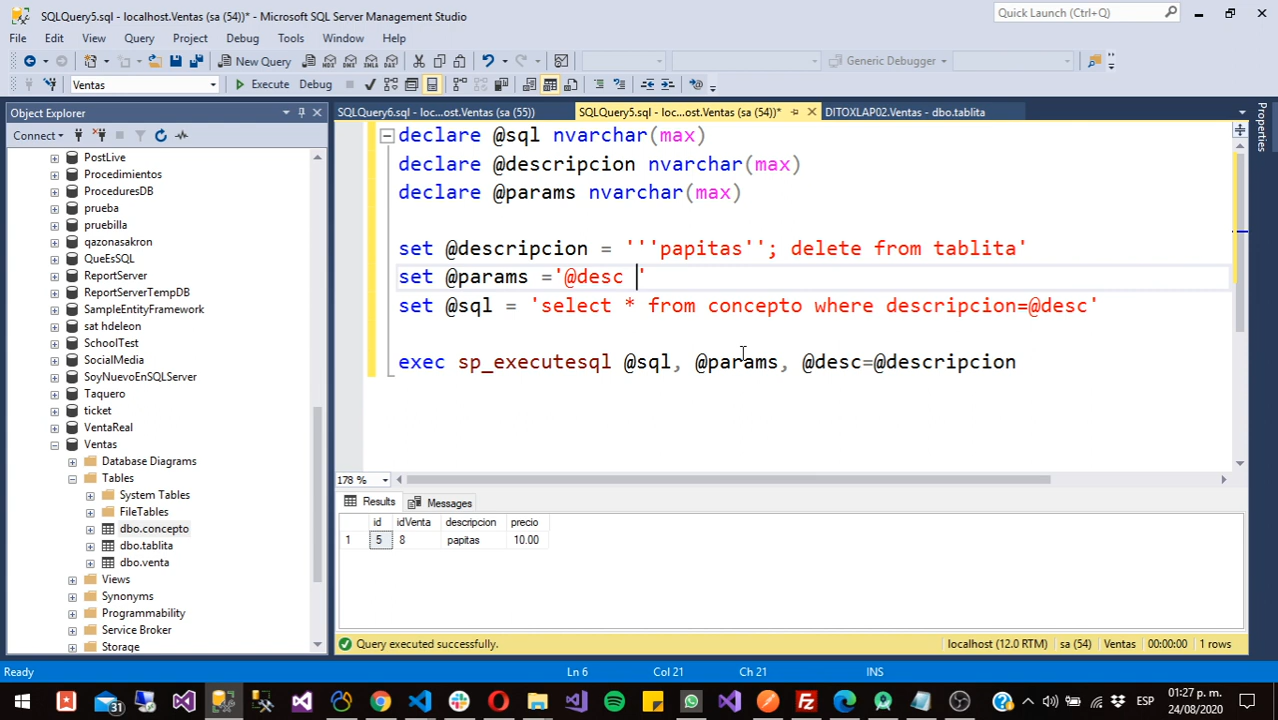 SQLQuery5.sql - localhost.Ventas (sa (54))* - Microsoft SQL Server Management Studio
Quick Launch (Ctrl+Q)
File Edit View Query Project Debug Tools Window Help
New Query
Generic Debugger
Ventas
Execute Debug
Object Explorer
SQLQuery6.sql - loc...ost.Ventas (sa (55))
SQLQuery5.sql - loc...ost.Ventas (sa (54))*
DITOXLAP02.Ventas - dbo.tablita
Properties
Connect
PostLive
Procedimientos
ProceduresDB
prueba
pruebilla
qazonasakron
QueEsSQL
ReportServer
ReportServerTempDB
SampleEntityFramework
sat hdeleon
SchoolTest
SocialMedia
SoyNuevoEnSQLServer
Taquero
ticket
VentaReal
Ventas
Database Diagrams
Tables
System Tables
FileTables
dbo.concepto
dbo.tablita
dbo.venta
Views
Synonyms
Programmability
Service Broker
Storage
declare @sql nvarchar(max)
declare @descripcion nvarchar(max)
declare @params nvarchar(max)
set @descripcion = '''papitas''; delete from tablita'
set @params ='@desc '
set @sql = 'select * from concepto where descripcion=@desc'
exec sp_executesql @sql, @params, @desc=@descripcion
178 %
Results Messages
id idVenta descripcion precio
1 5 8 papitas 10.00
Query executed successfully.
localhost (12.0 RTM) sa (54) Ventas 00:00:00 1 rows
Ready Ln 6 Col 21 Ch 21 INS
31
ESP
01:27 p. m.
24/08/2020